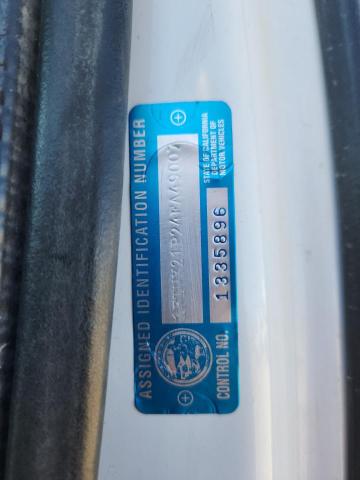 ASSIGNED IDENTIFICATION NUMBER
STATE OF CALIFORNIA
DEPARTMENT OF
MOTOR VEHICLES
CONTROL NO. 1335896